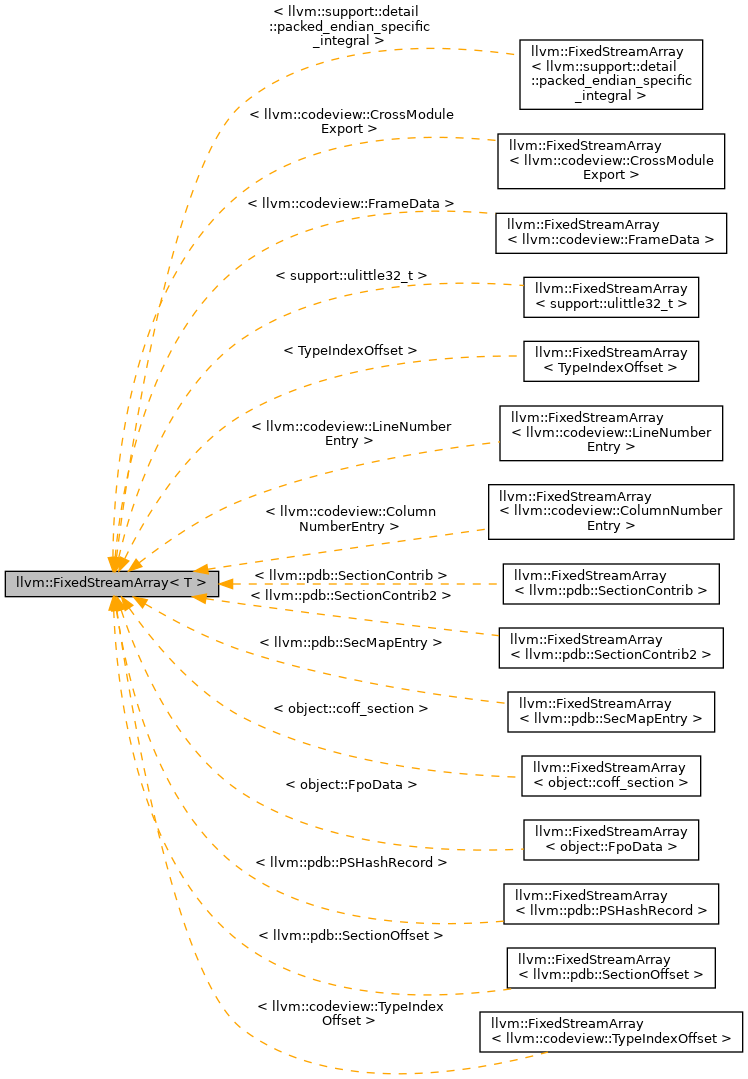 < llvm::support::detail
::packed_endian_specific
_integral >
llvm::FixedStreamArray
< llvm::support::detail
::packed_endian_specific
_integral >
< llvm::codeview::CrossModule
Export >
llvm::FixedStreamArray
< llvm::codeview::CrossModule
Export >
< llvm::codeview::FrameData >
llvm::FixedStreamArray
< llvm::codeview::FrameData >
< support::ulittle32_t >
llvm::FixedStreamArray
< support::ulittle32_t >
< TypeIndexOffset >
llvm::FixedStreamArray
< TypeIndexOffset >
< llvm::codeview::LineNumber
Entry >
llvm::FixedStreamArray
< llvm::codeview::LineNumber
Entry >
< llvm::codeview::Column
NumberEntry >
llvm::FixedStreamArray
< llvm::codeview::ColumnNumber
Entry >
llvm::FixedStreamArray< T >
< llvm::pdb::SectionContrib >
llvm::FixedStreamArray
< llvm::pdb::SectionContrib >
< llvm::pdb::SectionContrib2 >
llvm::FixedStreamArray
< llvm::pdb::SectionContrib2 >
< llvm::pdb::SecMapEntry >
llvm::FixedStreamArray
< llvm::pdb::SecMapEntry >
< object::coff_section >
llvm::FixedStreamArray
< object::coff_section >
< object::FpoData >
llvm::FixedStreamArray
< object::FpoData >
< llvm::pdb::PSHashRecord >
llvm::FixedStreamArray
< llvm::pdb::PSHashRecord >
< llvm::pdb::SectionOffset >
llvm::FixedStreamArray
< llvm::pdb::SectionOffset >
< llvm::codeview::TypeIndex
Offset >
llvm::FixedStreamArray
< llvm::codeview::TypeIndexOffset >